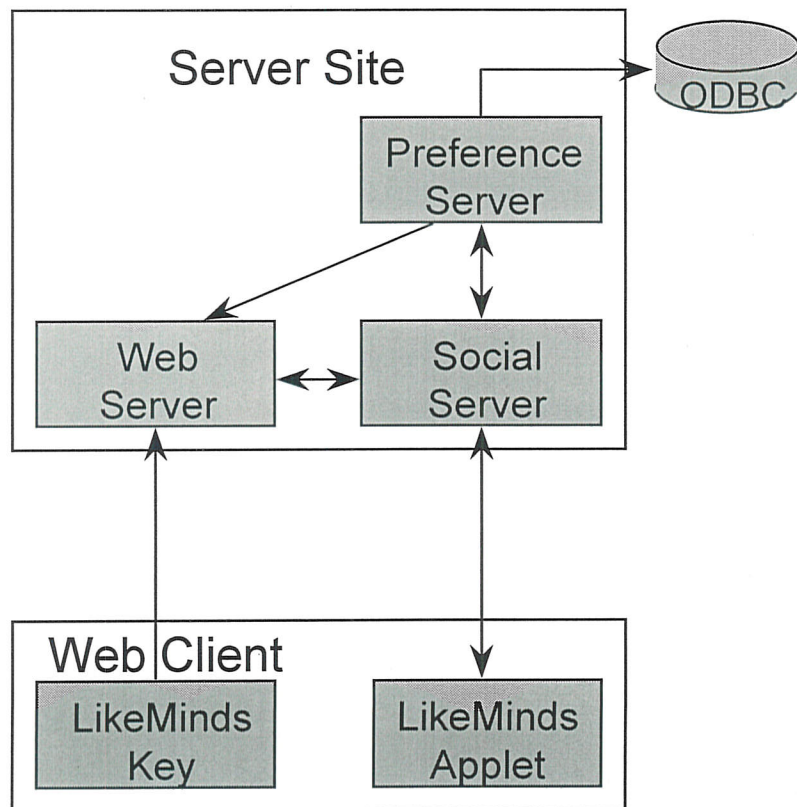 Server Site
ODBC
Preference
Server
Web
Server
Social
Server
Web Client
LikeMinds
Key
LikeMinds
Applet